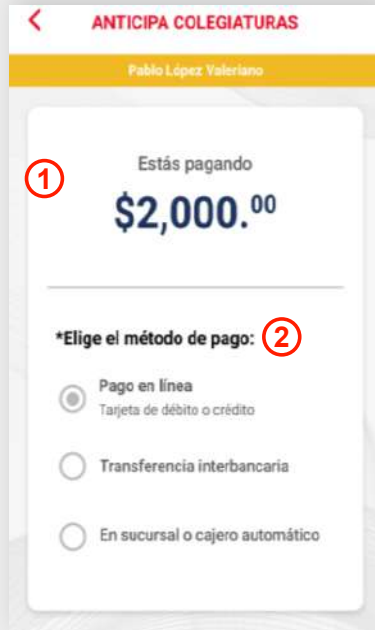 ANTICIPA COLEGIATURAS
Pablo López Valeriano
1
Estás pagando
$2,000.00
*Elige el método de pago: 2
Pago en línea
Tarjeta de débito o crédito
Transferencia interbancaria
En sucursal o cajero automático